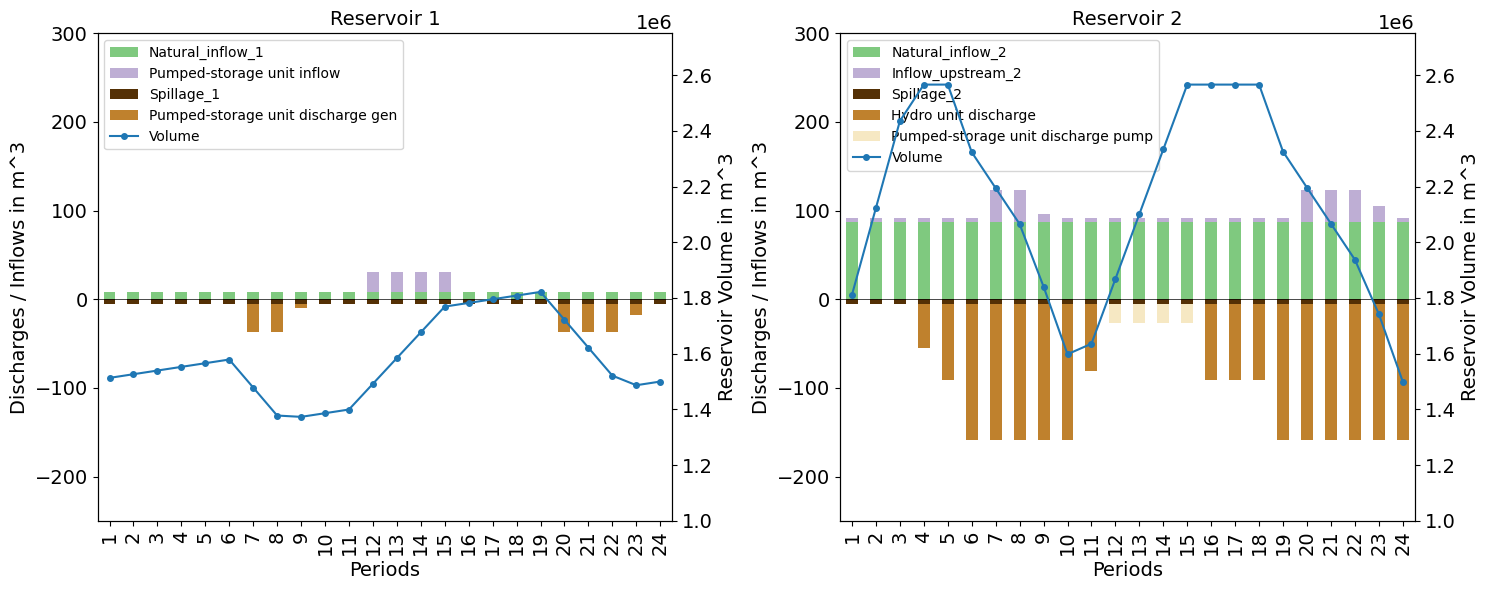 Reservoir 1
1e6
300
200
100
0
−100
−200
Discharges / Inflows in m^3
Natural_inflow_1
Pumped-storage unit inflow
Spillage_1
Pumped-storage unit discharge gen
Volume
2.6
2.4
2.2
2.0
1.8
1.6
1.4
1.2
1.0
Reservoir Volume in m^3
1 2 3 4 5 6 7 8 9 10 11 12 13 14 15 16 17 18 19 20 21 22 23 24
Periods
Reservoir 2
1e6
300
200
100
0
−100
−200
Discharges / Inflows in m^3
Natural_inflow_2
Inflow_upstream_2
Spillage_2
Hydro unit discharge
Pumped-storage unit discharge pump
Volume
2.6
2.4
2.2
2.0
1.8
1.6
1.4
1.2
1.0
Reservoir Volume in m^3
1 2 3 4 5 6 7 8 9 10 11 12 13 14 15 16 17 18 19 20 21 22 23 24
Periods